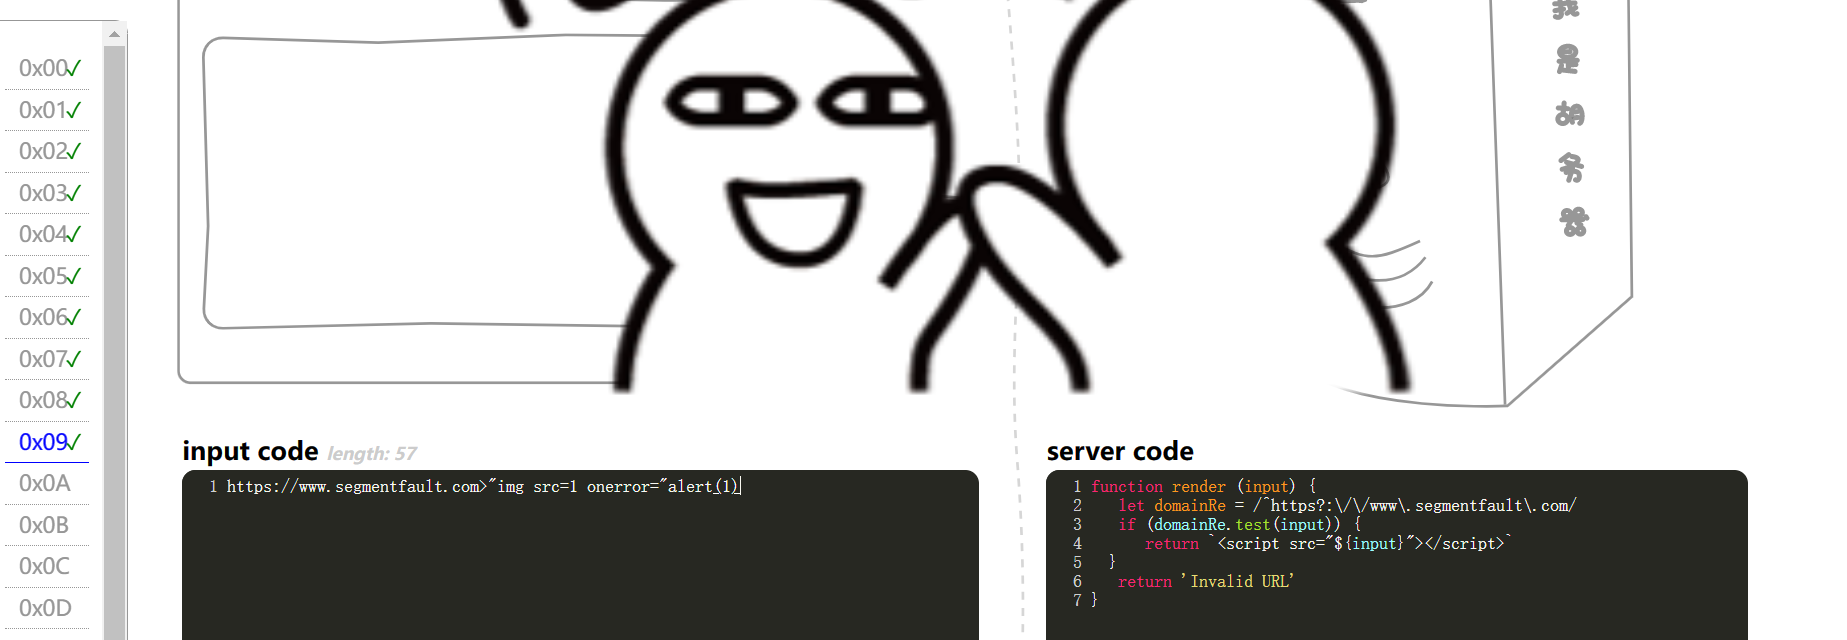 我
是
胡
务
器
0x00✓
0x01✓
0x02✓
0x03✓
0x04✓
0x05✓
0x06✓
0x07✓
0x08✓
0x09✓
0x0A
0x0B
0x0C
0x0D
input code length: 57
1 https://www.segmentfault.com>"img src=1 onerror="alert(1)
server code
1 function render (input) {
2 let domainRe = /^https?:\/\/www\.segmentfault\.com/
3 if (domainRe.test(input)) {
4 return `<script src="${input}"></script>`
5 }
6 return 'Invalid URL'
7 }